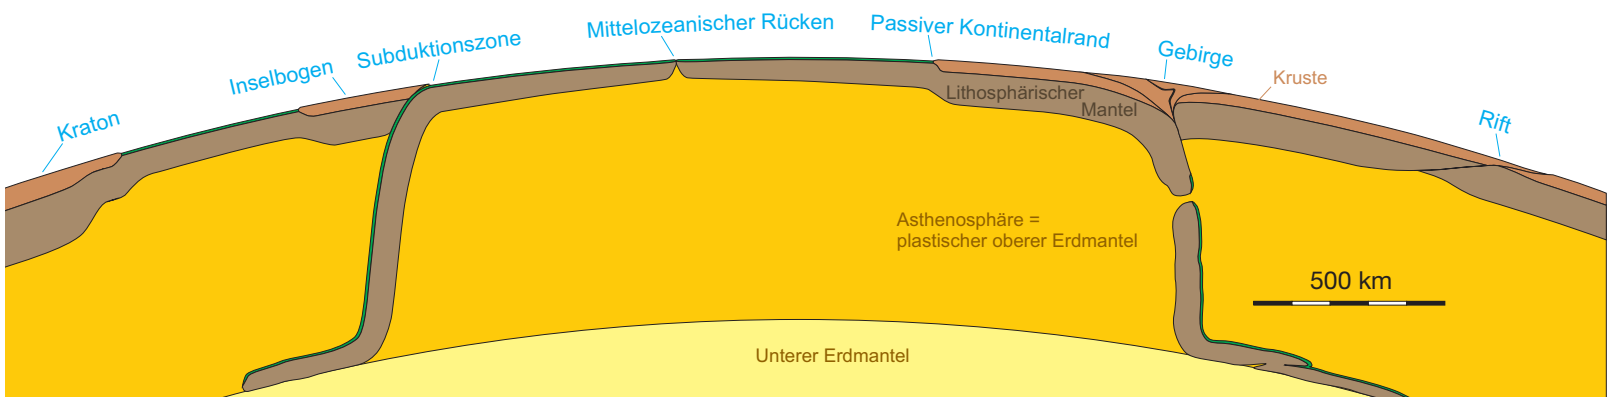 Kraton
Inselbogen
Subduktionszone
Mittelozeanischer Rücken
Passiver Kontinentalrand
Gebirge
Kruste
Rift
Lithosphärischer
Mantel
Asthenosphäre =
plastischer oberer Erdmantel
500 km
Unterer Erdmantel